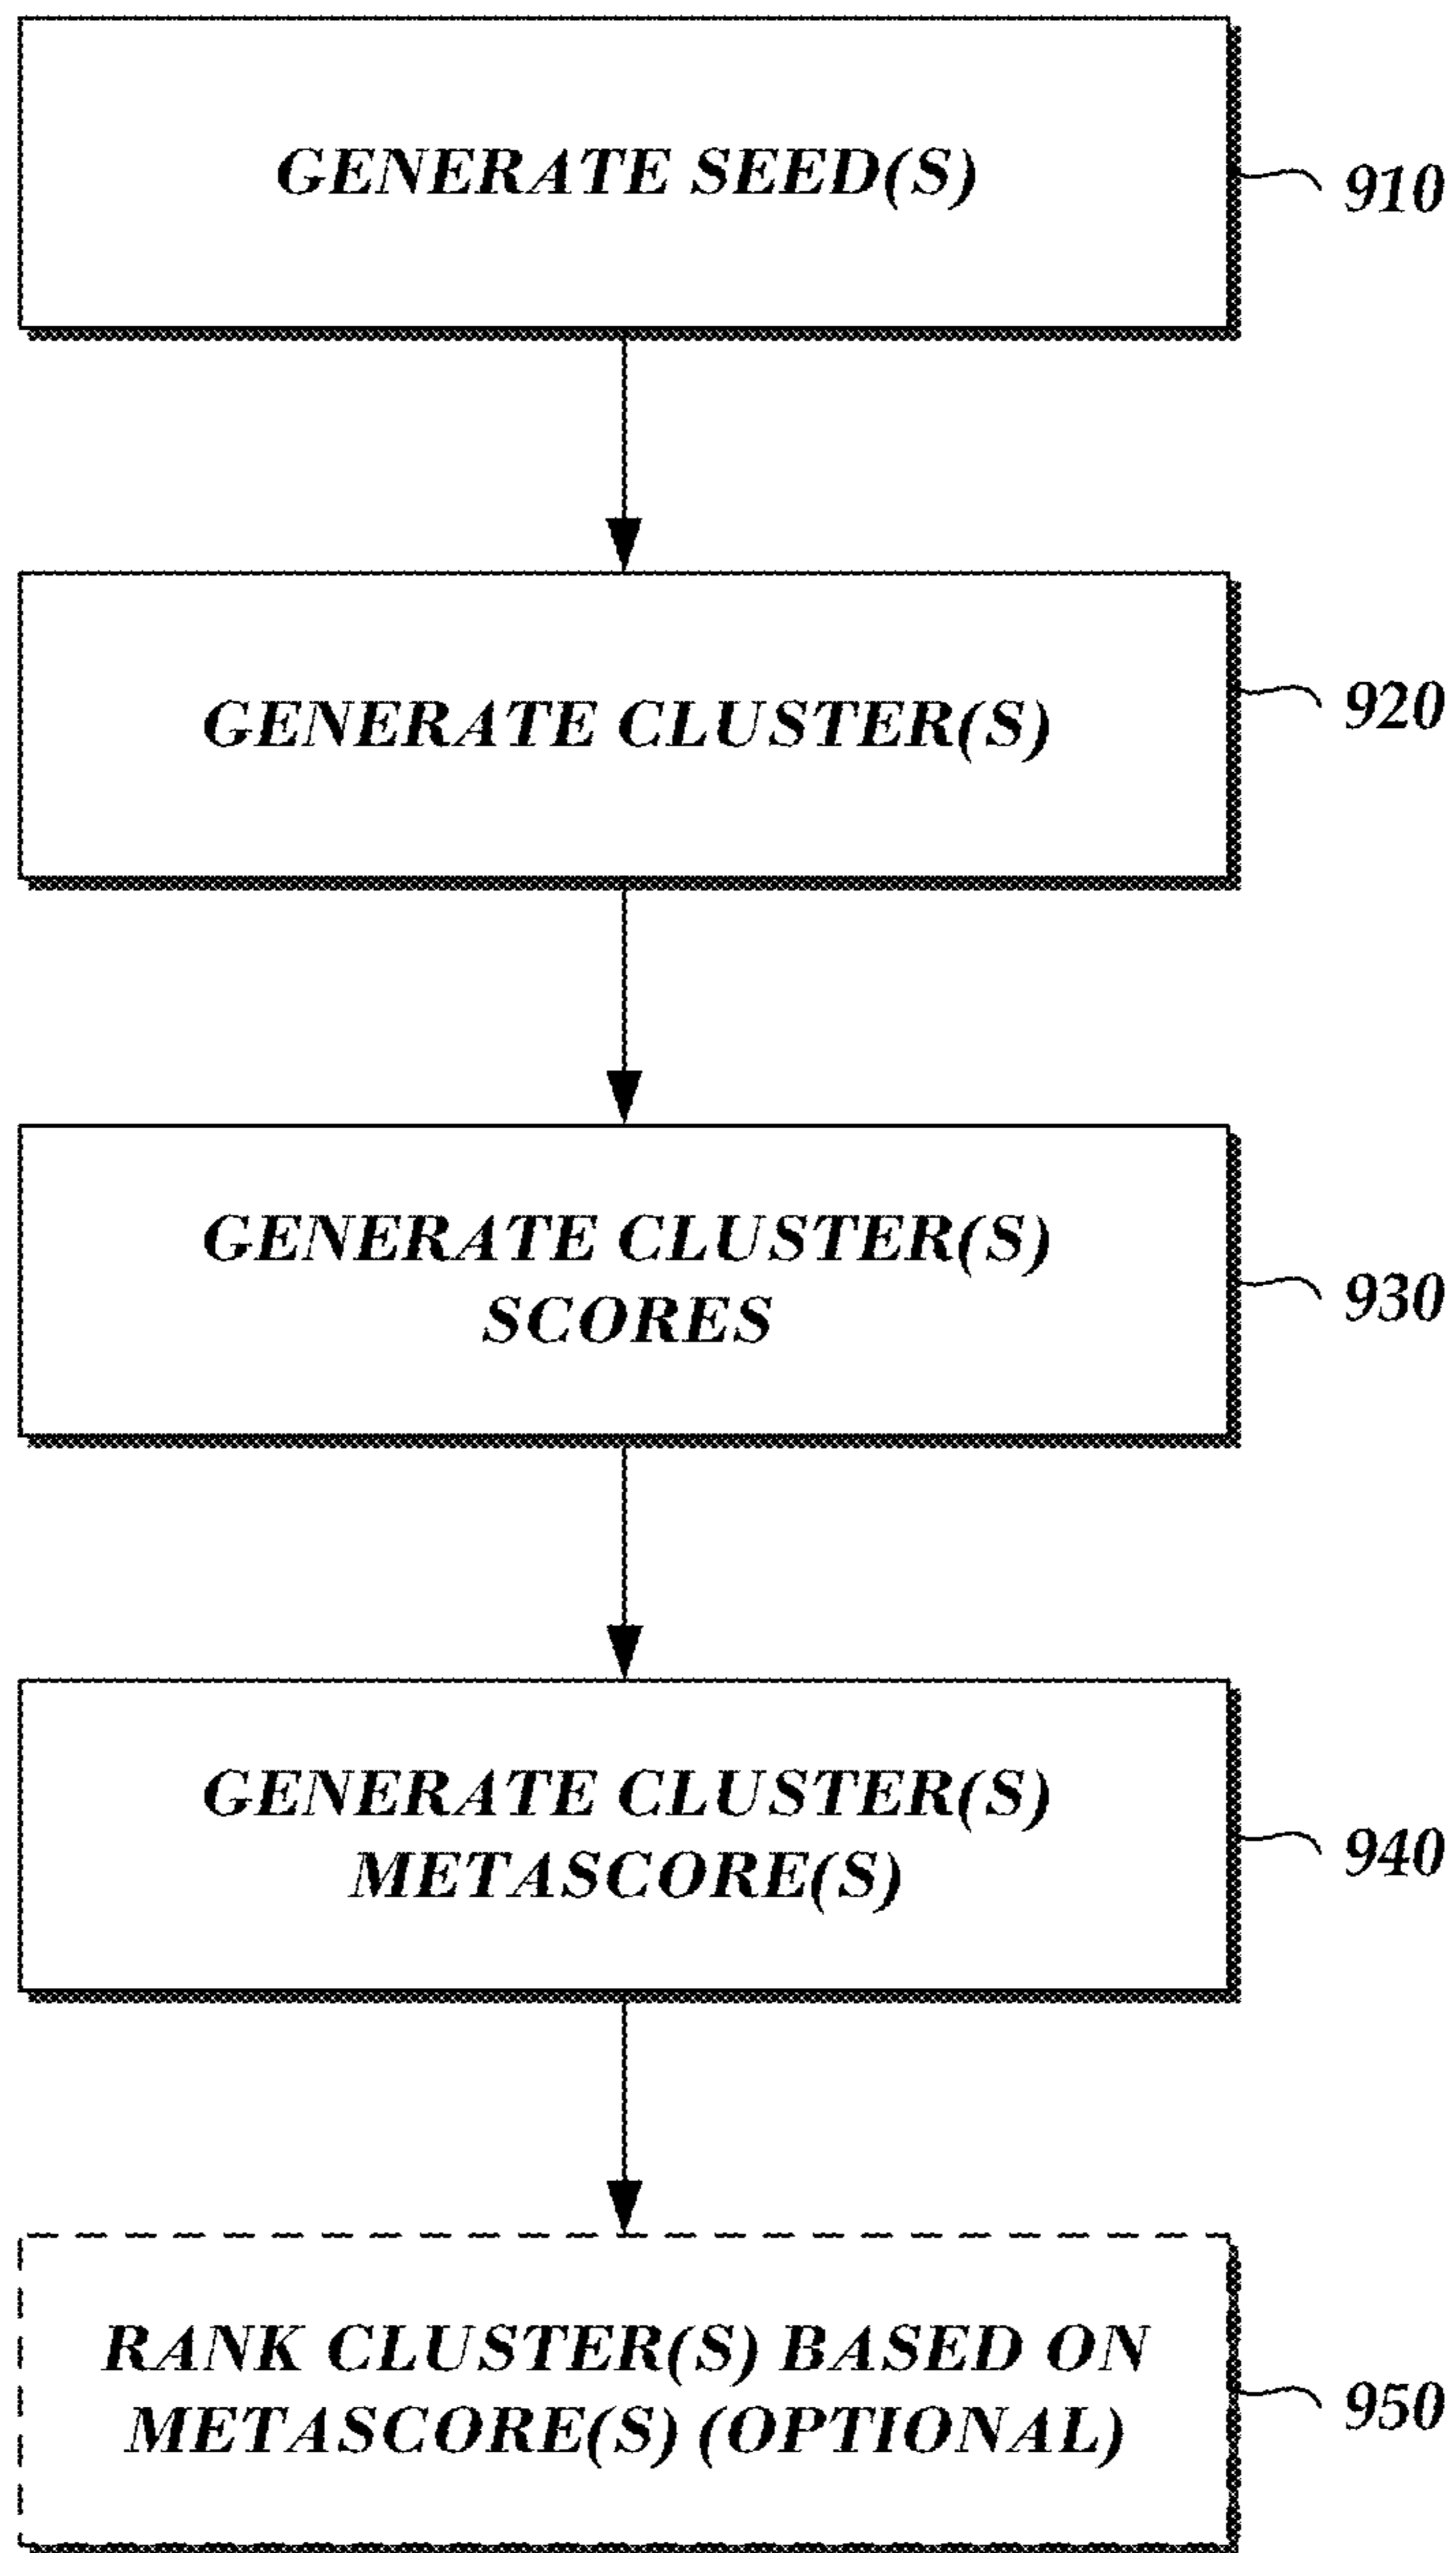 GENERATE SEED(S)
910
GENERATE CLUSTER(S)
920
GENERATE CLUSTER(S)
SCORES
930
GENERATE CLUSTER(S)
METASCORE(S)
940
RANK CLUSTER(S) BASED ON
METASCORE(S) (OPTIONAL)
950